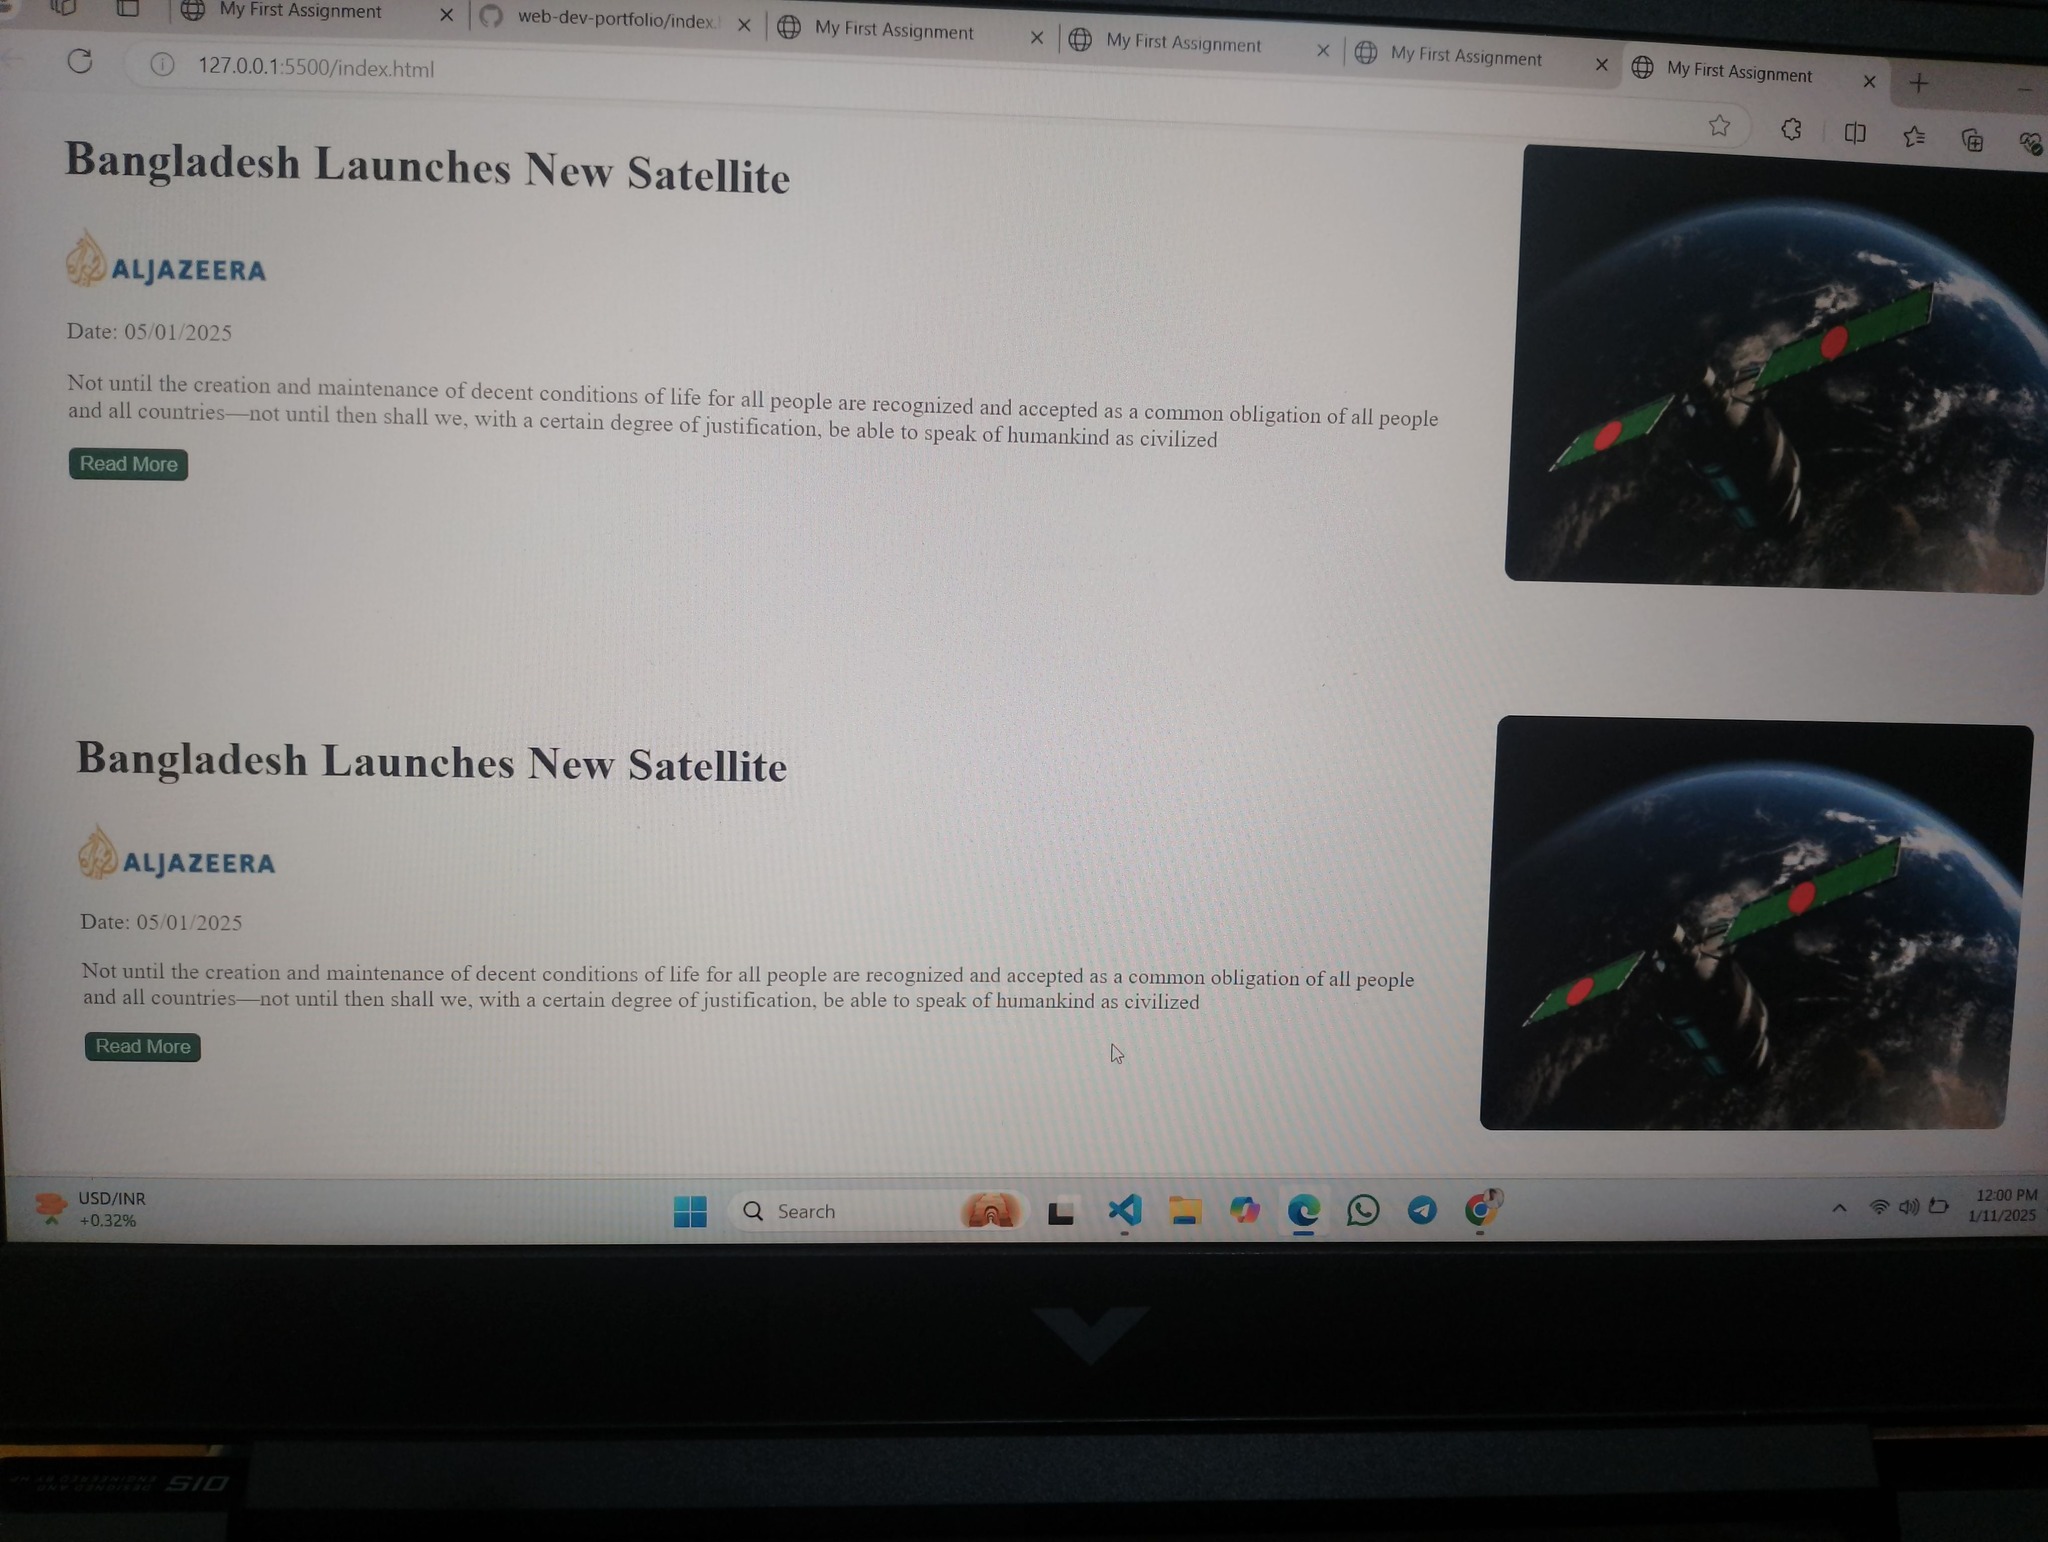 My First Assignment
web-dev-portfolio/index.
My First Assignment
My First Assignment
My First Assignment
My First Assignment
127.0.0.1:5500/index.html
Bangladesh Launches New Satellite
ALJAZEERA
Date: 05/01/2025
Not until the creation and maintenance of decent conditions of life for all people are recognized and accepted as a common obligation of all people
and all countries—not until then shall we, with a certain degree of justification, be able to speak of humankind as civilized
Read More
Bangladesh Launches New Satellite
ALJAZEERA
Date: 05/01/2025
Not until the creation and maintenance of decent conditions of life for all people are recognized and accepted as a common obligation of all people
and all countries—not until then shall we, with a certain degree of justification, be able to speak of humankind as civilized
Read More
USD/INR
+0.32%
Search
12:00 PM
1/11/2025